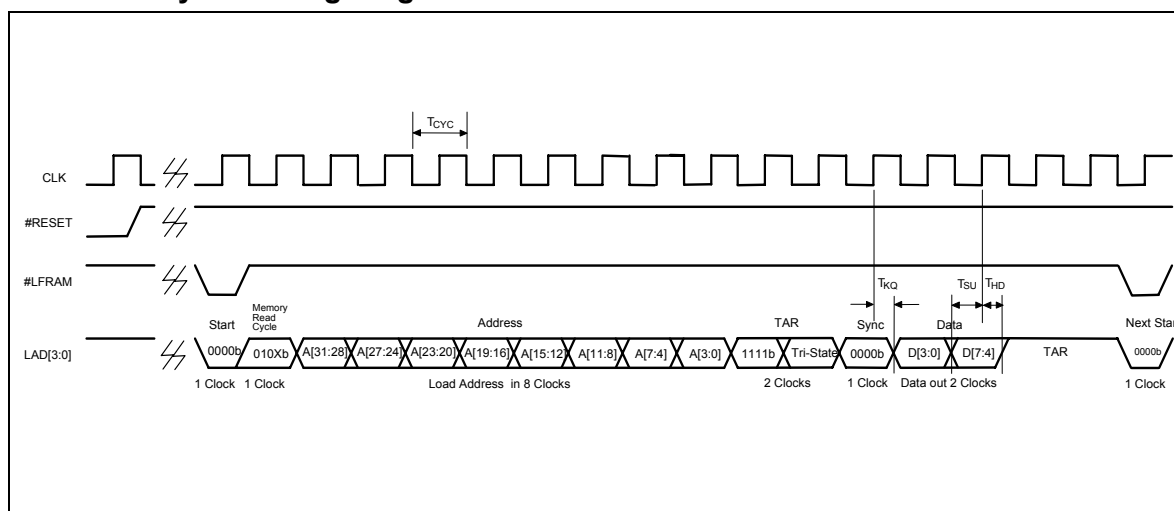 TCYC
CLK
#RESET
#LFRAM
TKQ
TSU
THD
Start
Memory
Read
Cycle
Address
TAR
Sync
Data
Next Start
LAD[3:0]
0000b
010Xb
A[31:28]
A[27:24]
A[23:20]
A[19:16]
A[15:12]
A[11:8]
A[7:4]
A[3:0]
1111b
Tri-State
0000b
D[3:0]
D[7:4]
TAR
0000b
1 Clock
1 Clock
Load Address in 8 Clocks
2 Clocks
1 Clock
Data out 2 Clocks
1 Clock